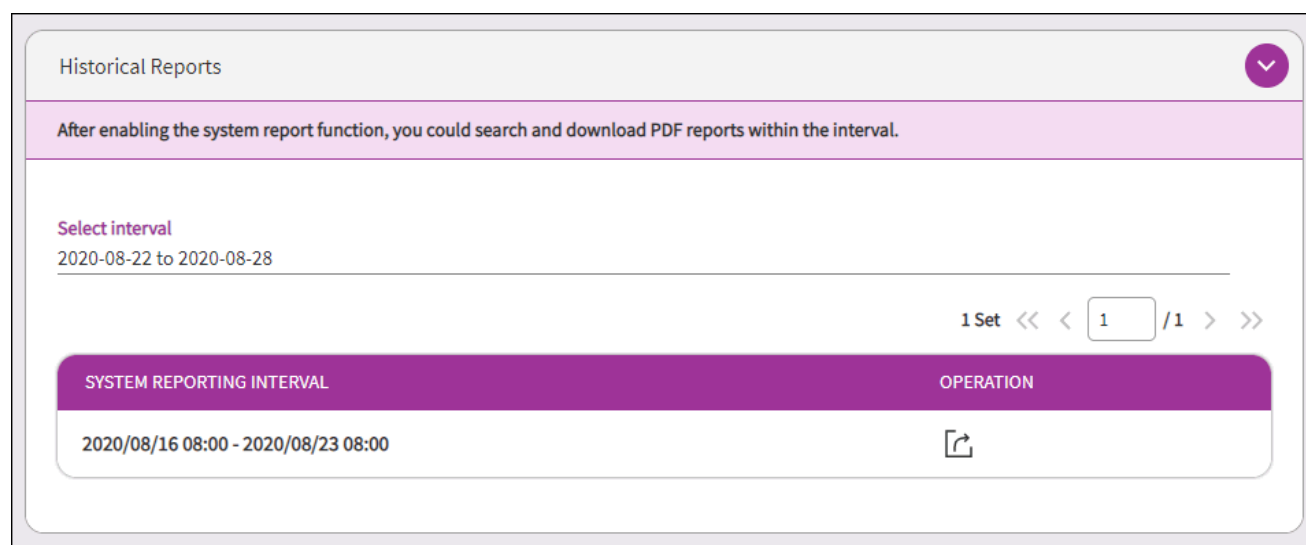 Historical Reports
After enabling the system report function, you could search and download PDF reports within the interval.
Select interval
2020-08-22 to 2020-08-28
1 Set << < 1 / 1 > >>
SYSTEM REPORTING INTERVAL OPERATION
2020/08/16 08:00 - 2020/08/23 08:00